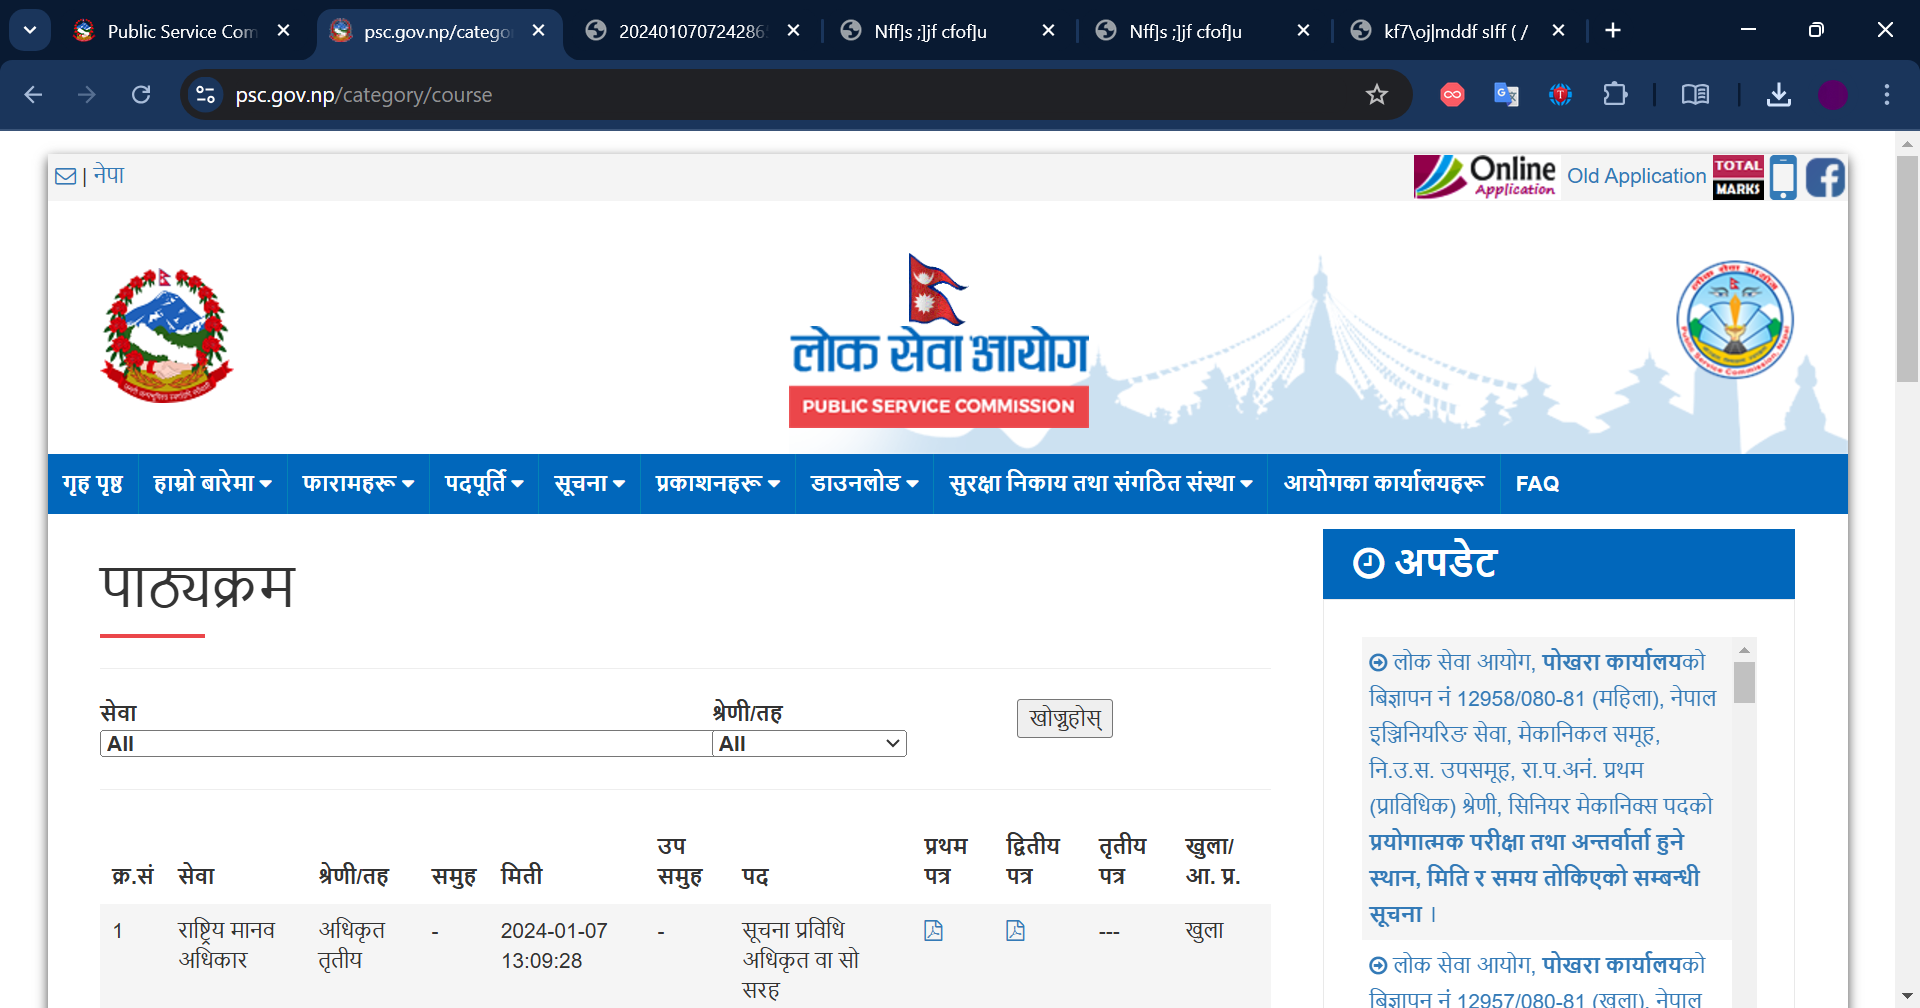 Public Service Com
psc.gov.np/catego
2024010707242865
Nff]s ;]jf cfof]u
Nff]s ;]jf cfof]u
kf7\oj|mddf sIff ( /
psc.gov.np/category/course
| नेपा
Online Application
Old Application
TOTAL MARKS
लोक सेवा आयोग
PUBLIC SERVICE COMMISSION
गृह पृष्ठ हाम्रो बारेमा फारामहरू पदपूर्ति सूचना प्रकाशनहरू डाउनलोड सुरक्षा निकाय तथा संगठित संस्था आयोगका कार्यालयहरू FAQ
पाठ्यक्रम
सेवा
All
श्रेणी/तह
All
खोज्नुहोस्
क्र.सं सेवा श्रेणी/तह समुह मिती उप समुह पद प्रथम पत्र द्वितीय पत्र तृतीय पत्र खुला/ आ. प्र.
1 राष्ट्रिय मानव अधिकार अधिकृत तृतीय - 2024-01-07 13:09:28 - सूचना प्रविधि अधिकृत वा सो सरह --- खुला
अपडेट
लोक सेवा आयोग, पोखरा कार्यालयको
बिज्ञापन नं 12958/080-81 (महिला), नेपाल
इञ्जिनियरिङ सेवा, मेकानिकल समूह,
नि.उ.स. उपसमूह, रा.प.अनं. प्रथम
(प्राविधिक) श्रेणी, सिनियर मेकानिक्स पदको
प्रयोगात्मक परीक्षा तथा अन्तर्वार्ता हुने
स्थान, मिति र समय तोकिएको सम्बन्धी
सूचना ।
लोक सेवा आयोग, पोखरा कार्यालयको
बिज्ञापन नं 12957/080-81 (खुला), नेपाल